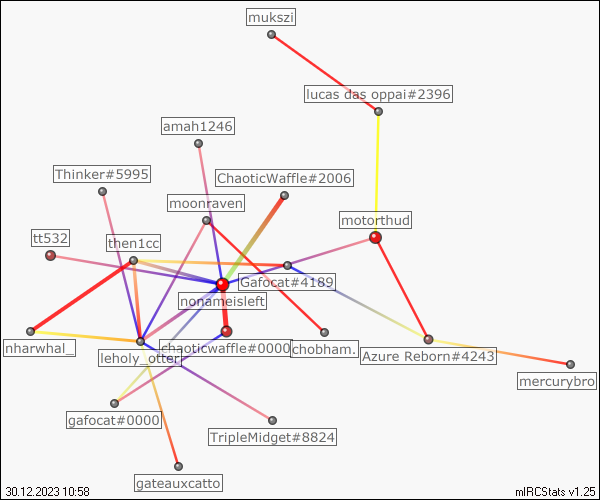 mukszi
lucas das oppai#2396
amah1246
Thinker#5995
ChaoticWaffle#2006
moonraven
motorthud
tt532
then1cc
Gafocat#4189
nonameisleft
nharwhal_
leholy_otter
chaoticwaffle#0000
chobham.
Azure Reborn#4243
mercurybro
gafocat#0000
TripleMidget#8824
gateauxcatto
30.12.2023 10:58
mIRCStats v1.25